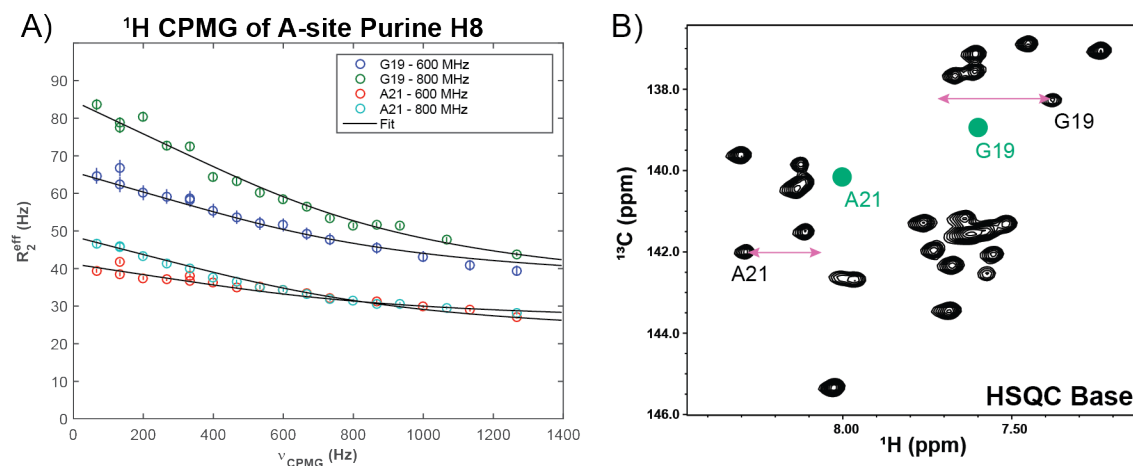 A)
¹H CPMG of A-site Purine H8
G19 - 600 MHz
G19 - 800 MHz
A21 - 600 MHz
A21 - 800 MHz
Fit
R₂ᵉᶠᶠ (Hz)
90
80
70
60
50
40
30
20
10
0
0 200 400 600 800 1000 1200 1400
ν_CPMG (Hz)
B)
¹³C (ppm)
138.0
140.0
142.0
144.0
146.0
G19
G19
A21
A21
HSQC Base
8.00 7.50
¹H (ppm)